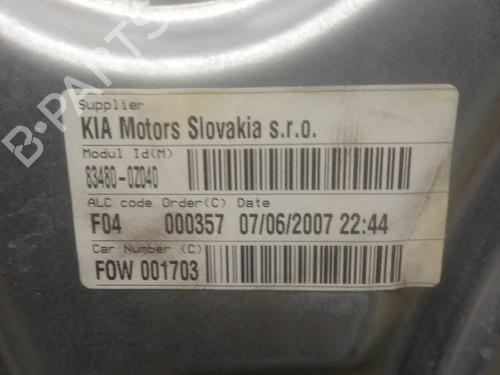 B-PARTS
Supplier
KIA Motors Slovakia s.r.o.
Modul Id(M)
83480-0Z040
ALC code Order(C) Date
F04 000357 07/06/2007 22:44
Car Number (C)
FOW 001703